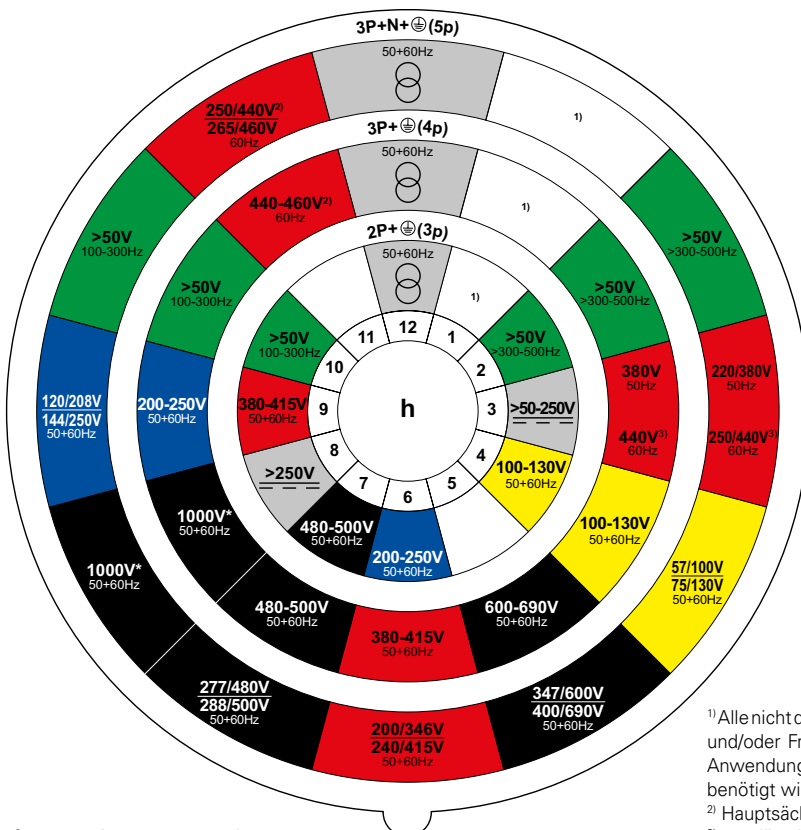 3P+N+⏚(5p)
50+60Hz
1)
>50V
>300-500Hz
220/380V
50Hz
250/440V³⁾
60Hz
57/100V
75/130V
50+60Hz
347/600V
400/690V
50+60Hz
200/346V
240/415V
50+60Hz
277/480V
288/500V
50+60Hz
1000V*
50+60Hz
120/208V
144/250V
50+60Hz
>50V
100-300Hz
250/440V²⁾
265/460V
60Hz
3P+⏚(4p)
50+60Hz
1)
>50V
>300-500Hz
380V
50Hz
440V³⁾
60Hz
100-130V
50+60Hz
600-690V
50+60Hz
380-415V
50+60Hz
480-500V
50+60Hz
1000V*
50+60Hz
200-250V
50+60Hz
>50V
100-300Hz
440-460V²⁾
60Hz
2P+⏚(3p)
50+60Hz
1)
>50V
>300-500Hz
>50-250V
100-130V
50+60Hz
200-250V
50+60Hz
480-500V
50+60Hz
>250V
380-415V
50+60Hz
>50V
100-300Hz
12
1
2
3
4
5
6
7
8
9
10
11
h
¹⁾ Alle nicht
und/oder Fr
Anwendung
benötigt wi
²⁾ Hauptsäc